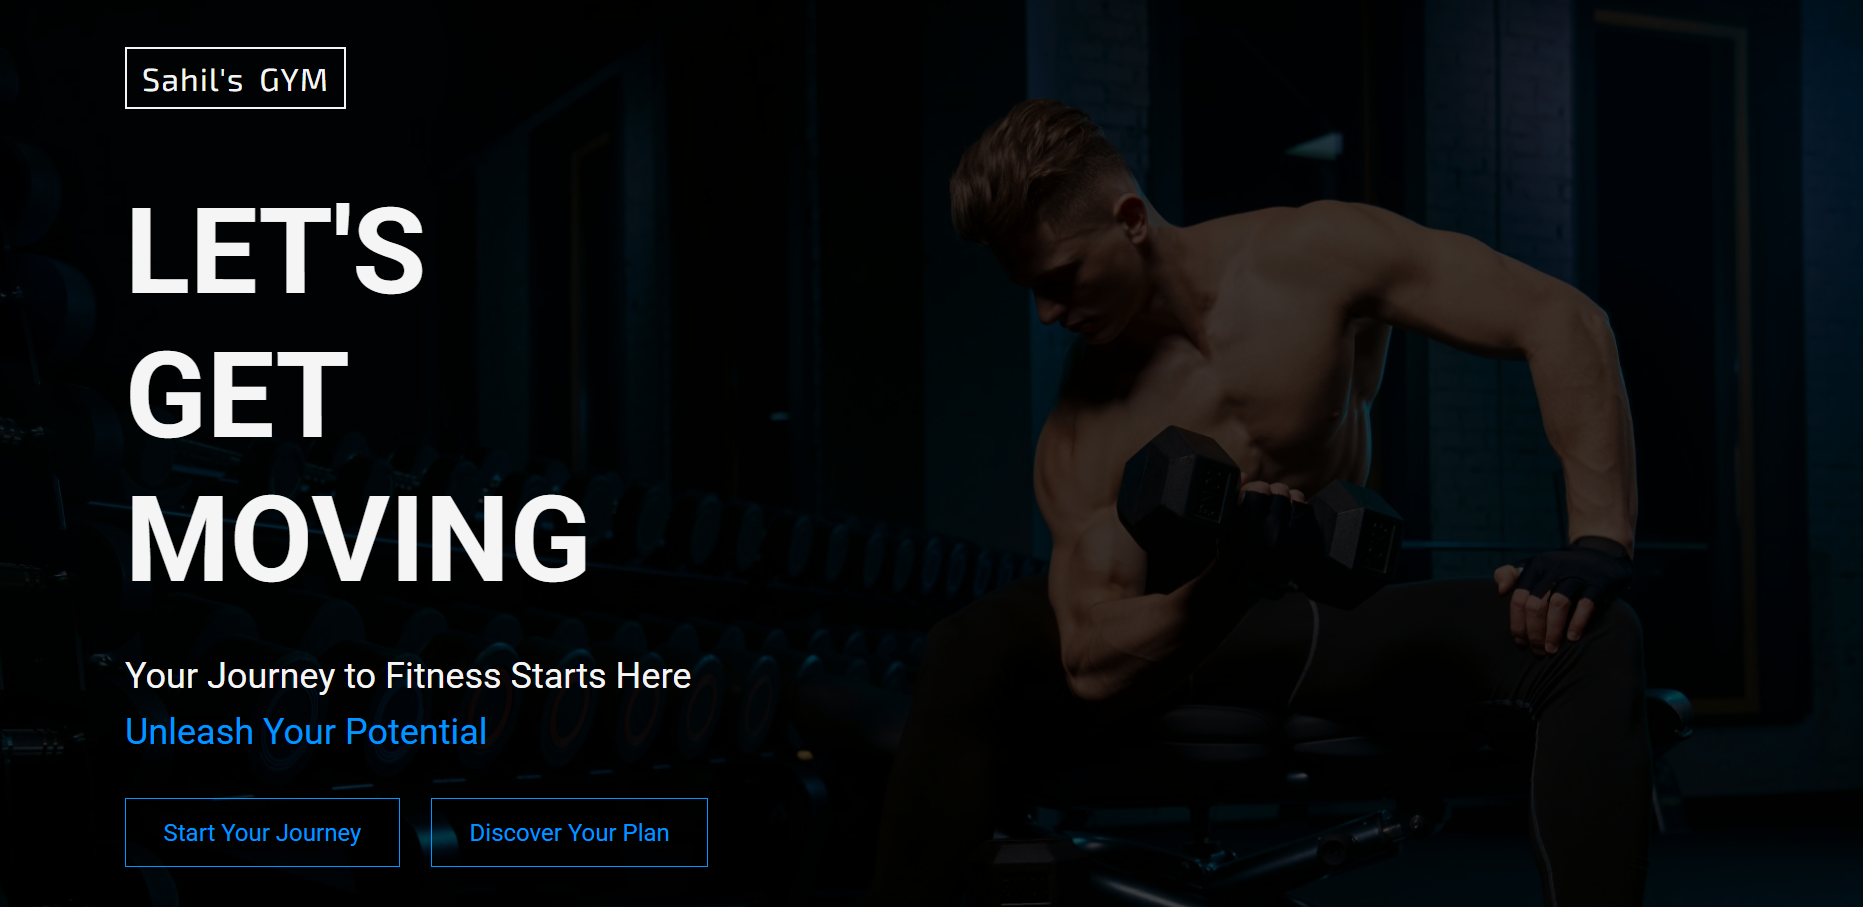 Sahil's GYM
LET'S
GET
MOVING
Your Journey to Fitness Starts Here
Unleash Your Potential
Start Your Journey
Discover Your Plan